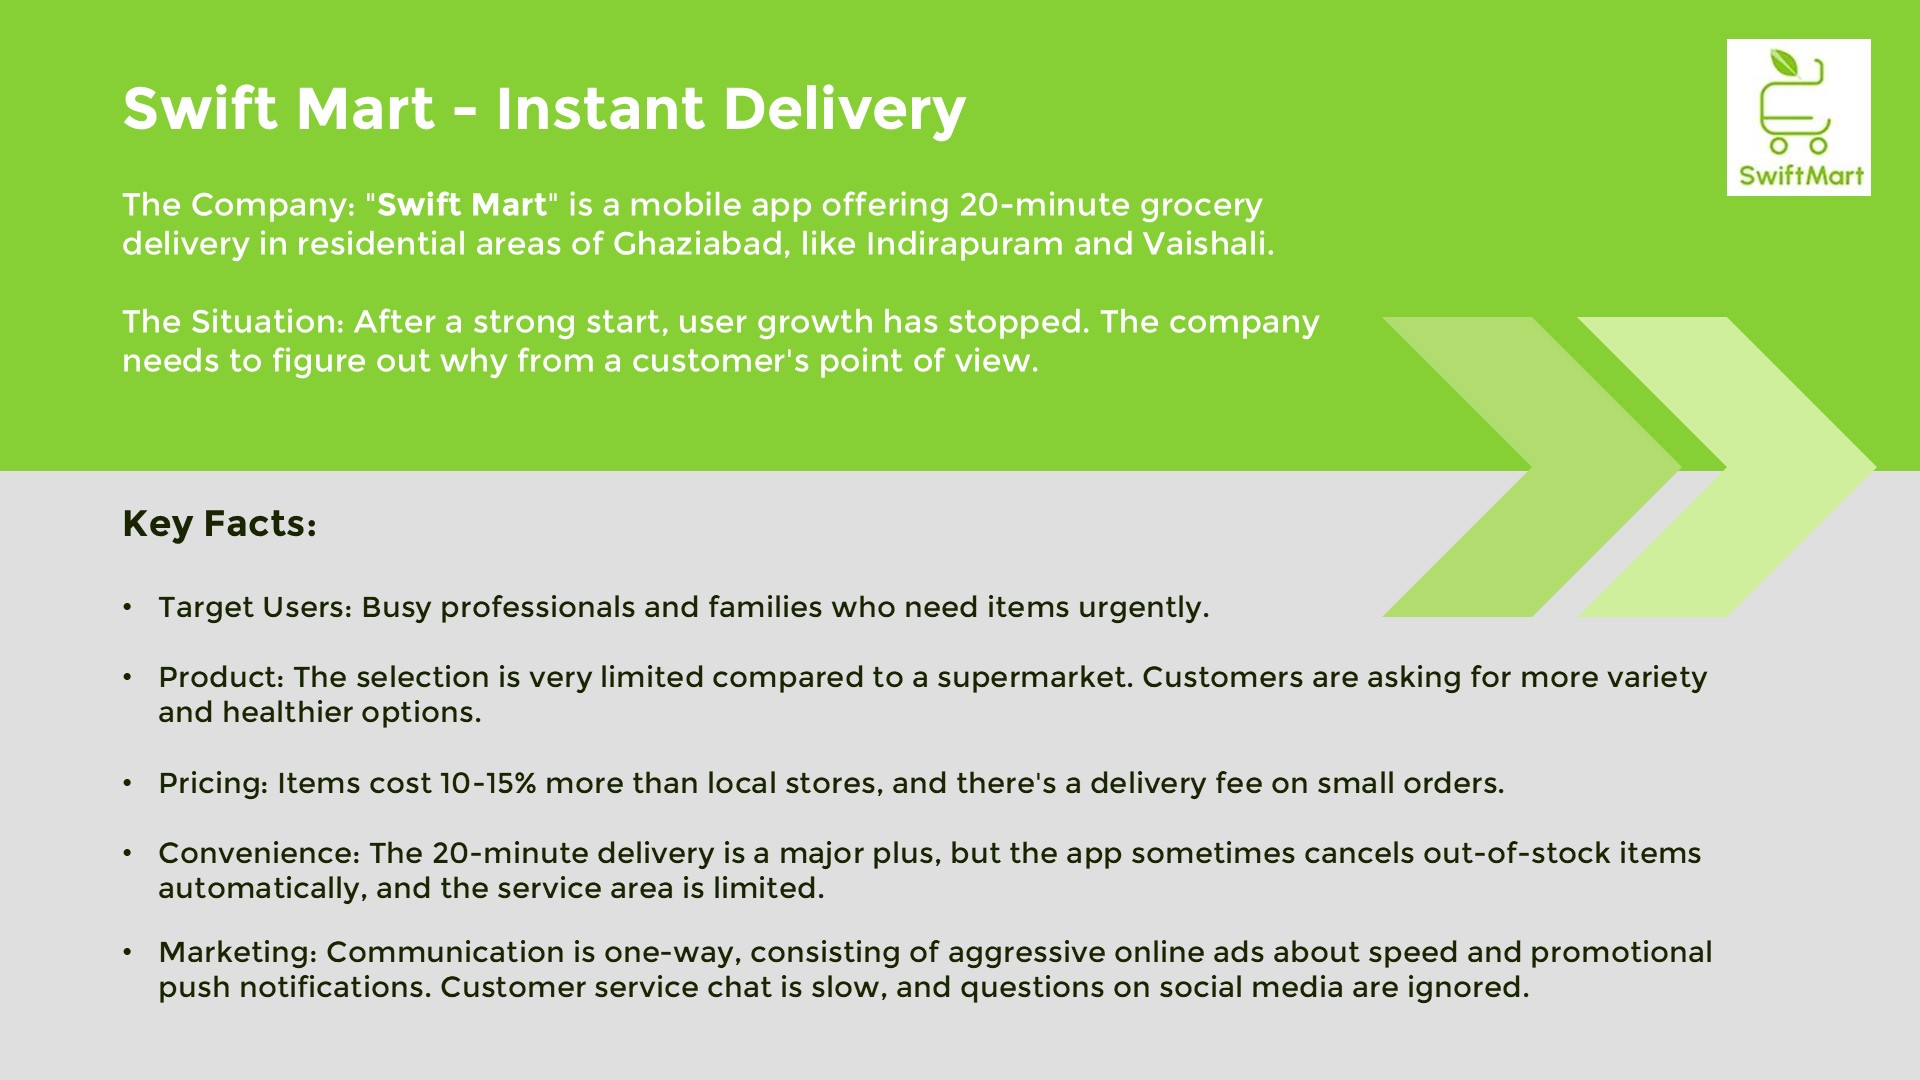 Swift Mart - Instant Delivery
SwiftMart
The Company: "Swift Mart" is a mobile app offering 20-minute grocery
delivery in residential areas of Ghaziabad, like Indirapuram and Vaishali.
The Situation: After a strong start, user growth has stopped. The company
needs to figure out why from a customer's point of view.
Key Facts:
• Target Users: Busy professionals and families who need items urgently.
• Product: The selection is very limited compared to a supermarket. Customers are asking for more variety
and healthier options.
• Pricing: Items cost 10-15% more than local stores, and there's a delivery fee on small orders.
• Convenience: The 20-minute delivery is a major plus, but the app sometimes cancels out-of-stock items
automatically, and the service area is limited.
• Marketing: Communication is one-way, consisting of aggressive online ads about speed and promotional
push notifications. Customer service chat is slow, and questions on social media are ignored.